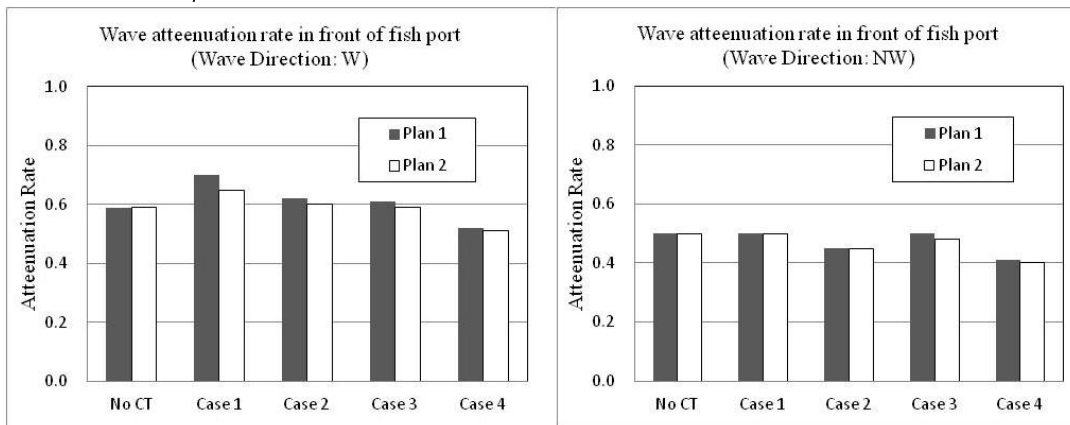 Wave atteenuation rate in front of fish port
(Wave Direction: W)
1.0
0.8
0.6
0.4
0.2
0.0
Atteenuation Rate
Plan 1
Plan 2
No CT Case 1 Case 2 Case 3 Case 4
Wave attenuation rate in front of fish port
(Wave Direction: NW)
1.0
0.8
0.6
0.4
0.2
0.0
Atteenuation Rate
Plan 1
Plan 2
No CT Case 1 Case 2 Case 3 Case 4